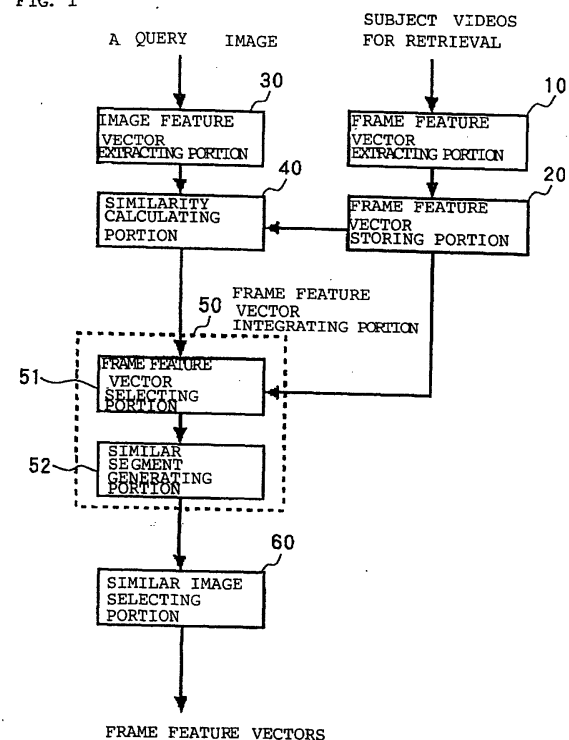 FIG. 1
A QUERY IMAGE
SUBJECT VIDEOS
FOR RETRIEVAL
30
IMAGE FEATURE
VECTOR
EXTRACTING PORTION
10
FRAME FEATURE
VECTOR
EXTRACTING PORTION
40
SIMILARITY
CALCULATING
PORTION
20
FRAME FEATURE
VECTOR
STORING PORTION
50
FRAME FEATURE
VECTOR
INTEGRATING PORTION
51
FRAME FEATURE
VECTOR
SELECTING
PORTION
52
SIMILAR
SEGMENT
GENERATING
PORTION
60
SIMILAR IMAGE
SELECTING
PORTION
FRAME FEATURE VECTORS